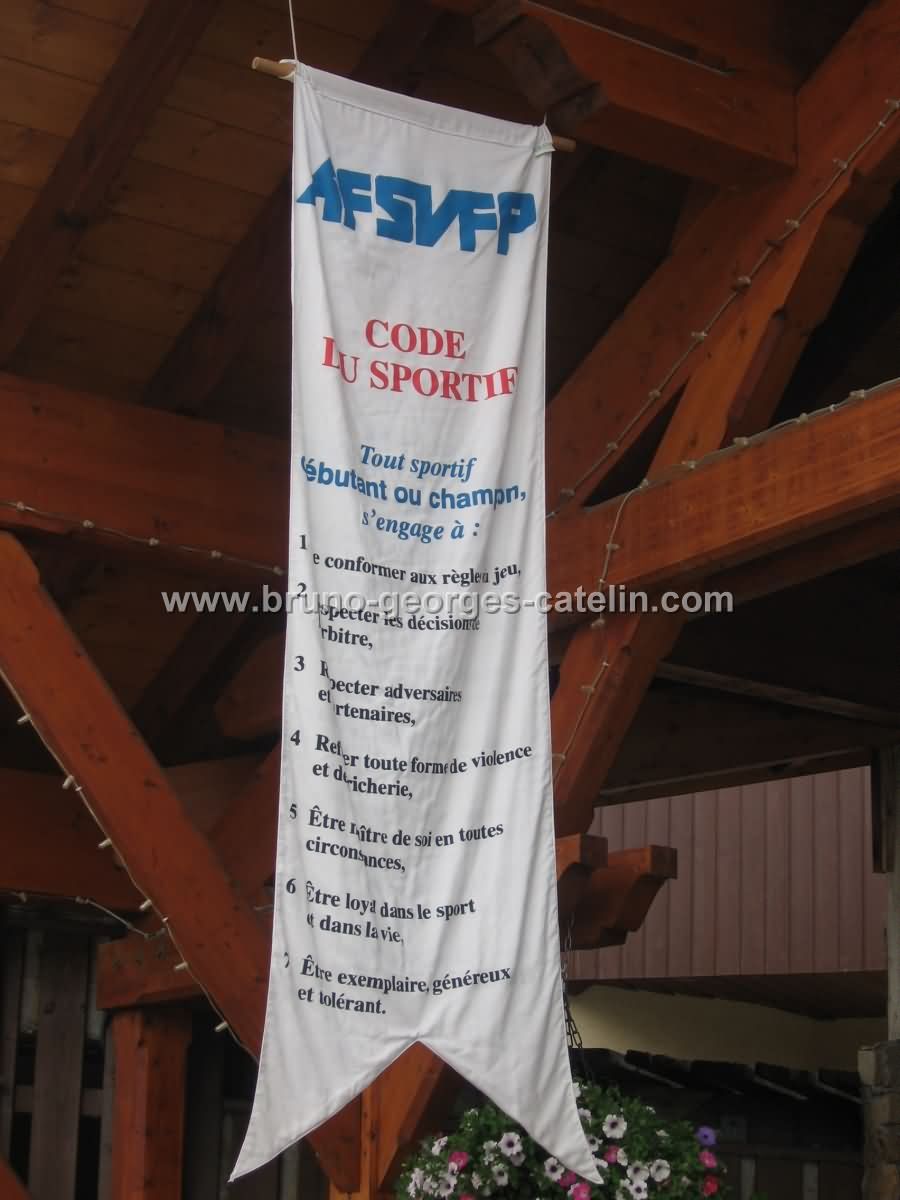 AFSVFP
CODE
DU SPORTIF
Tout sportif
débutant ou champion,
s'engage à :
1 Se conformer aux règles du jeu,
www.bruno-georges-catelin.com
2 Respecter les décisions de
l'arbitre,
3 Respecter adversaires
et partenaires,
4 Refuser toute forme de violence
et de tricherie,
5 Être maître de soi en toutes
circonstances,
6 Être loyal dans le sport
et dans la vie,
7 Être exemplaire, généreux
et tolérant.